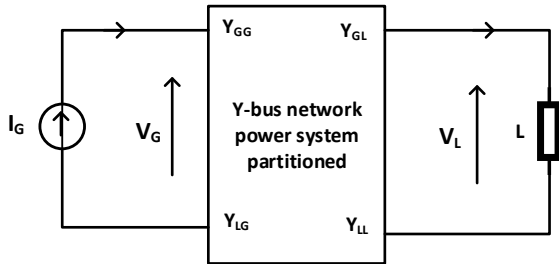 Y_GG Y_GL
I_G
V_G
Y-bus network
power system
partitioned
V_L
L
Y_LG Y_LL